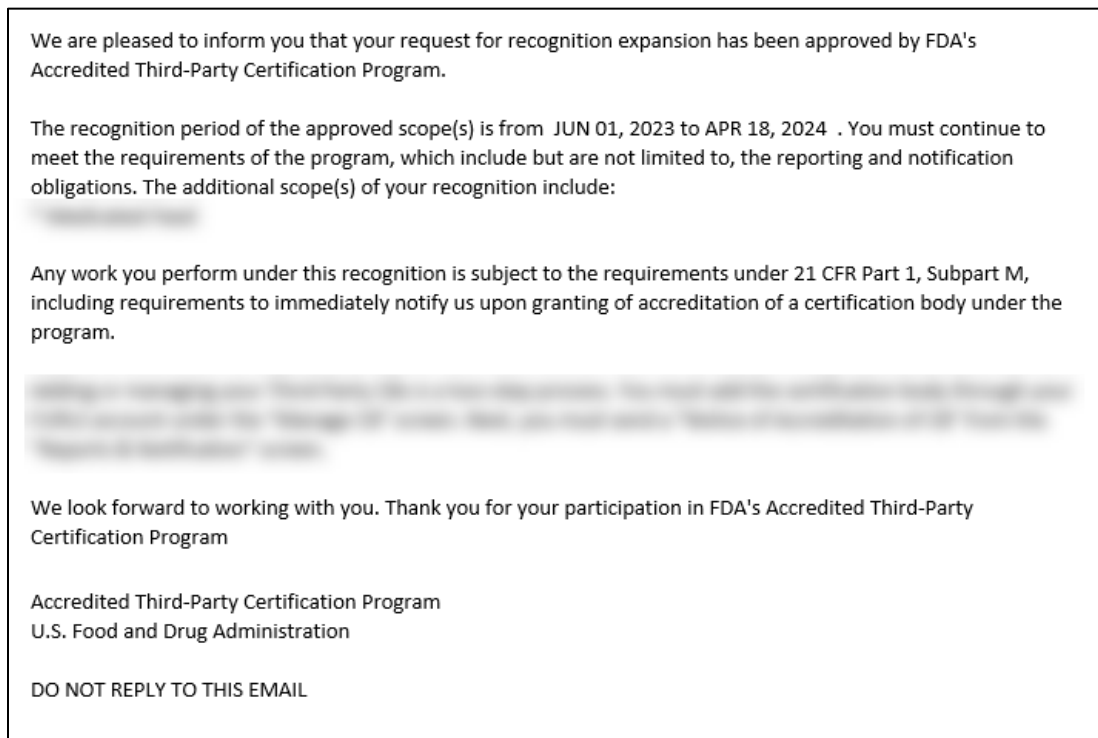 We are pleased to inform you that your request for recognition expansion has been approved by FDA's
Accredited Third-Party Certification Program.
The recognition period of the approved scope(s) is from  JUN 01, 2023 to APR 18, 2024  . You must continue to
meet the requirements of the program, which include but are not limited to, the reporting and notification
obligations. The additional scope(s) of your recognition include:
Any work you perform under this recognition is subject to the requirements under 21 CFR Part 1, Subpart M,
including requirements to immediately notify us upon granting of accreditation of a certification body under the
program.
We look forward to working with you. Thank you for your participation in FDA's Accredited Third-Party
Certification Program
Accredited Third-Party Certification Program
U.S. Food and Drug Administration
DO NOT REPLY TO THIS EMAIL